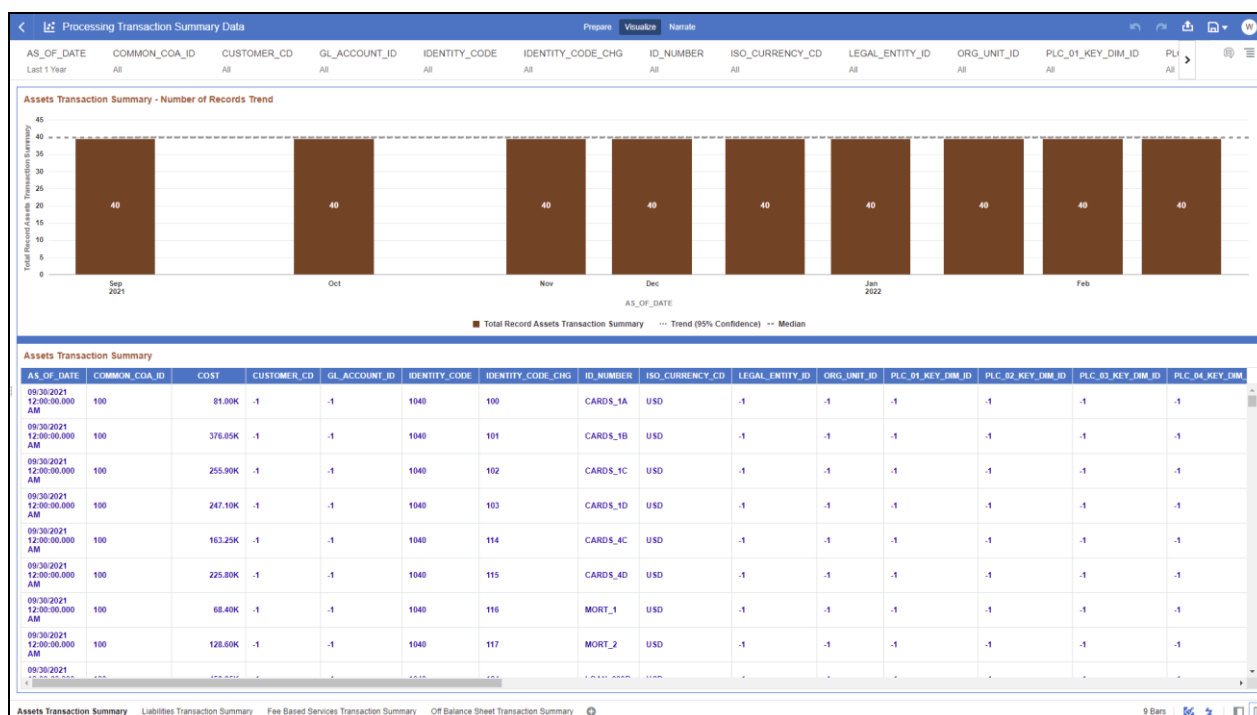 Processing Transaction Summary Data Prepare Visualize Narrate W
AS_OF_DATE COMMON_COA_ID CUSTOMER_CD GL_ACCOUNT_ID IDENTITY_CODE IDENTITY_CODE_CHG ID_NUMBER ISO_CURRENCY_CD LEGAL_ENTITY_ID ORG_UNIT_ID PLC_01_KEY_DIM_ID
Last 1 Year All All All All All All All All All All All
Assets Transaction Summary - Number of Records Trend
Total Record Assets Transaction Summary
45
40
35
30
25
20
15
10
5
0
40 40 40 40 40 40 40 40 40
Sep Oct Nov Dec Jan Feb
2021 2022
AS_OF_DATE
Total Record Assets Transaction Summary Trend (95% Confidence) Median
Assets Transaction Summary
AS_OF_DATE COMMON_COA_ID COST CUSTOMER_CD GL_ACCOUNT_ID IDENTITY_CODE IDENTITY_CODE_CHG ID_NUMBER ISO_CURRENCY_CD LEGAL_ENTITY_ID ORG_UNIT_ID PLC_01_KEY_DIM_ID PLC_02_KEY_DIM_ID PLC_03_KEY_DIM_ID PLC_04_KEY_DIM_
09/30/2021
12:00:00.000 100 81.00K -1 -1 1040 100 CARDS_1A USD -1 -1 -1 -1 -1 -1
AM
09/30/2021
12:00:00.000 100 376.05K -1 -1 1040 101 CARDS_1B USD -1 -1 -1 -1 -1 -1
AM
09/30/2021
12:00:00.000 100 255.90K -1 -1 1040 102 CARDS_1C USD -1 -1 -1 -1 -1 -1
AM
09/30/2021
12:00:00.000 100 247.10K -1 -1 1040 103 CARDS_1D USD -1 -1 -1 -1 -1 -1
AM
09/30/2021
12:00:00.000 100 163.25K -1 -1 1040 114 CARDS_4C USD -1 -1 -1 -1 -1 -1
AM
09/30/2021
12:00:00.000 100 225.80K -1 -1 1040 115 CARDS_4D USD -1 -1 -1 -1 -1 -1
AM
09/30/2021
12:00:00.000 100 68.40K -1 -1 1040 116 MORT_1 USD -1 -1 -1 -1 -1 -1
AM
09/30/2021
12:00:00.000 100 128.60K -1 -1 1040 117 MORT_2 USD -1 -1 -1 -1 -1 -1
AM
09/30/2021
Assets Transaction Summary Liabilities Transaction Summary Fee Based Services Transaction Summary Off Balance Sheet Transaction Summary 9 Bars